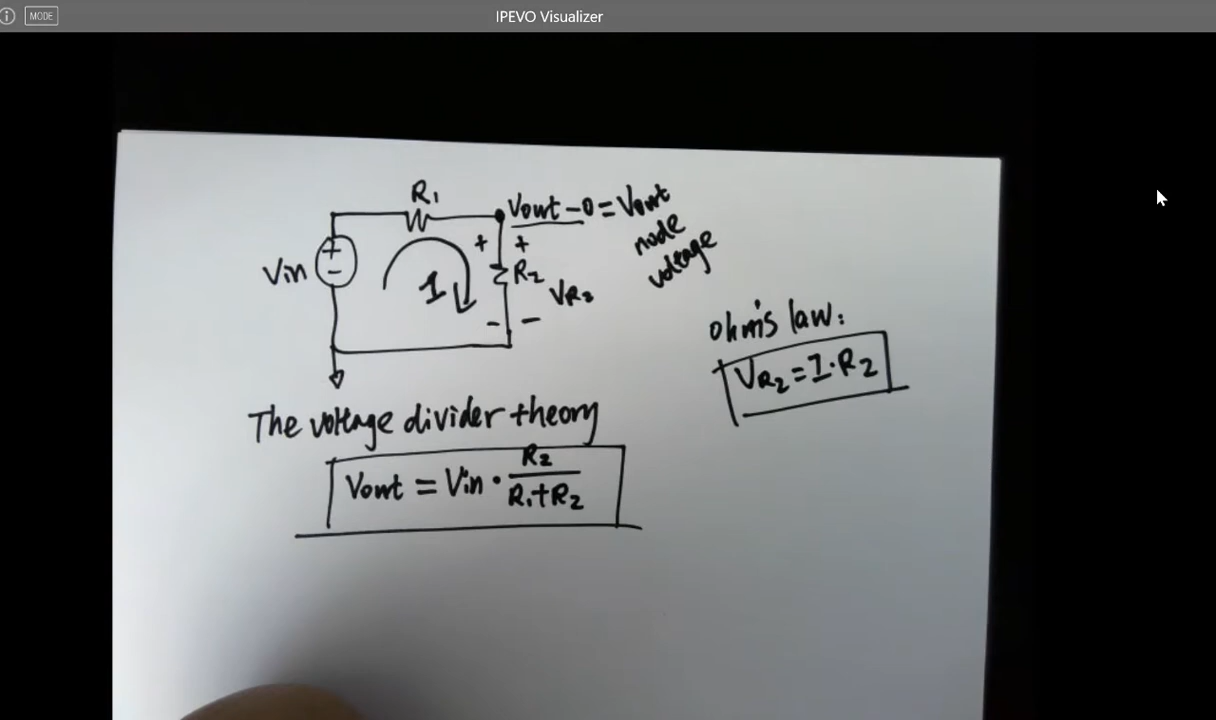 MODE
IPEVO Visualizer
R1
Vout - 0 = Vout
node
voltage
Vin
+
-
I
+
+
R2
VR2
-
-
ohm's law:
VR2 = I·R2
The voltage divider theory
Vout = Vin · R2 / R1+R2